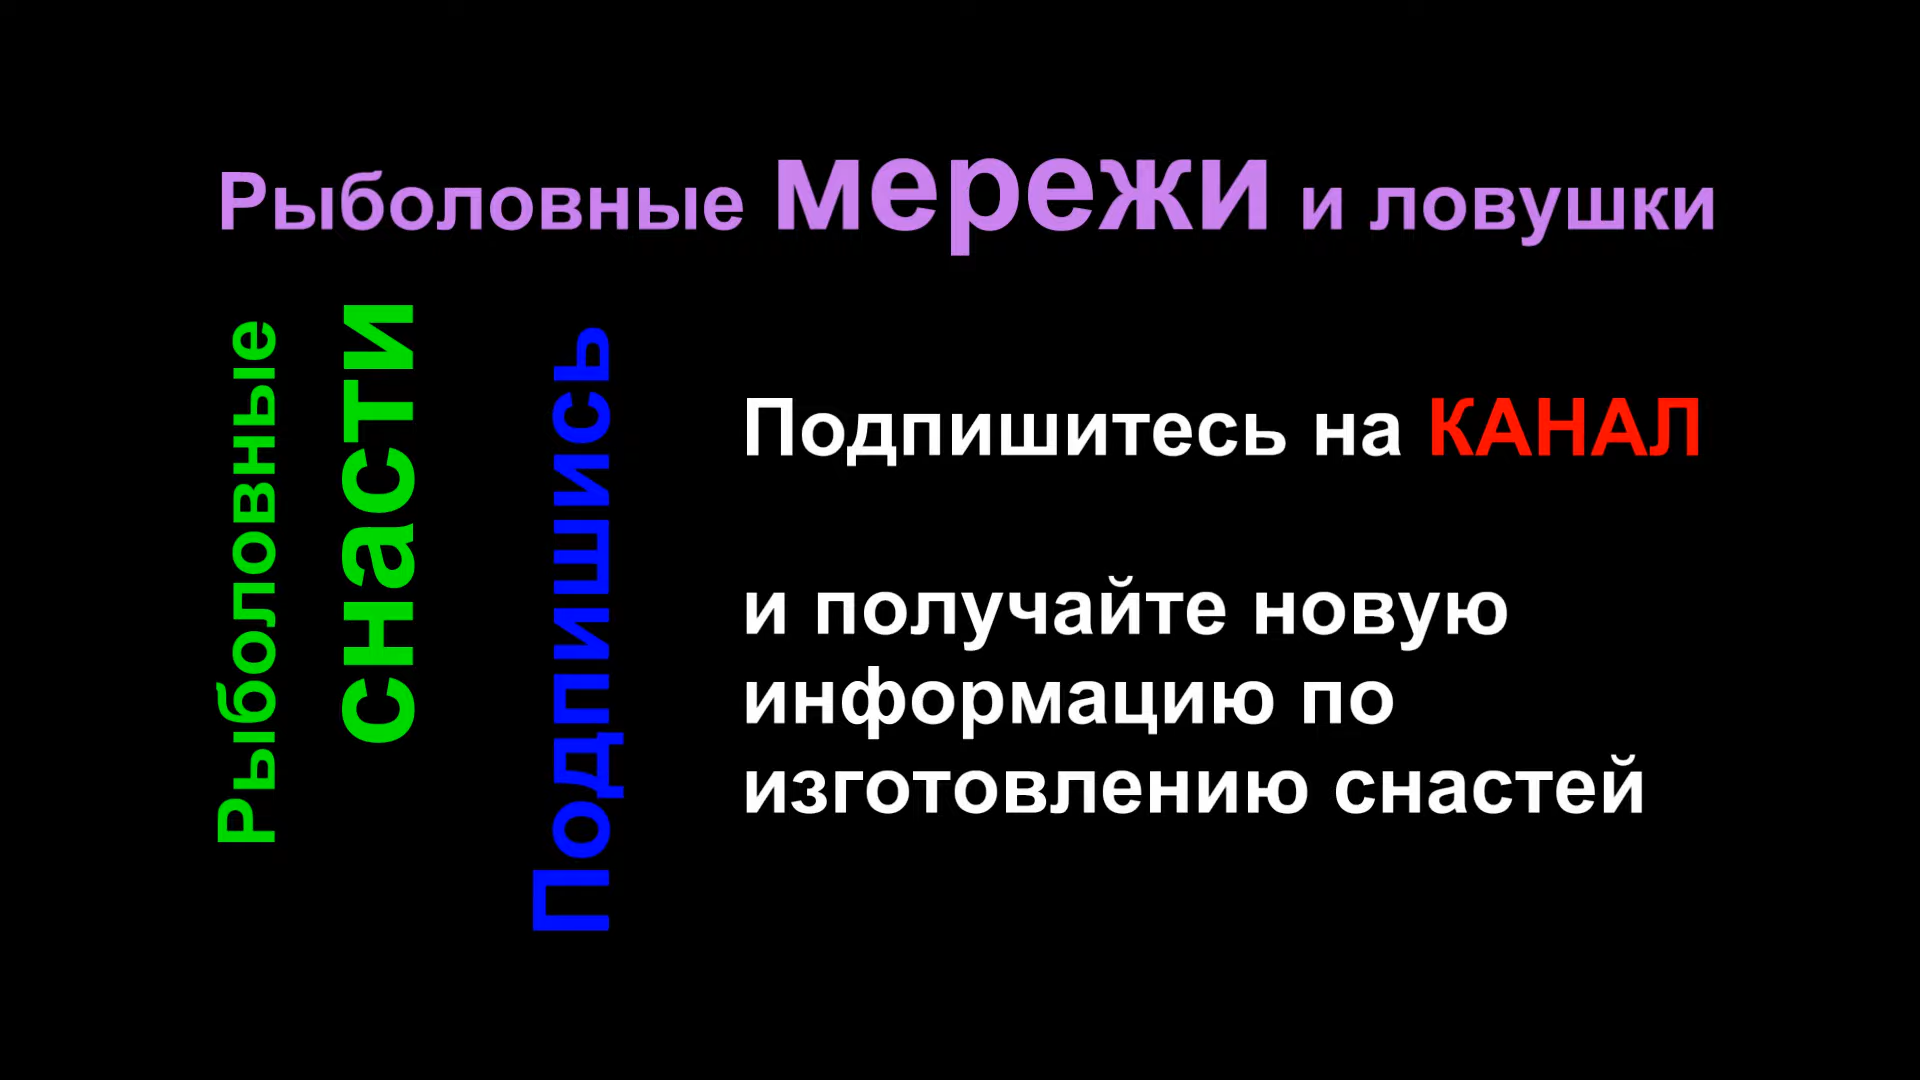 Рыболовные мережи и ловушки
Рыболовные
снасти
Подпишись
Подпишитесь на КАНАЛ
и получайте новую
информацию по
изготовлению снастей